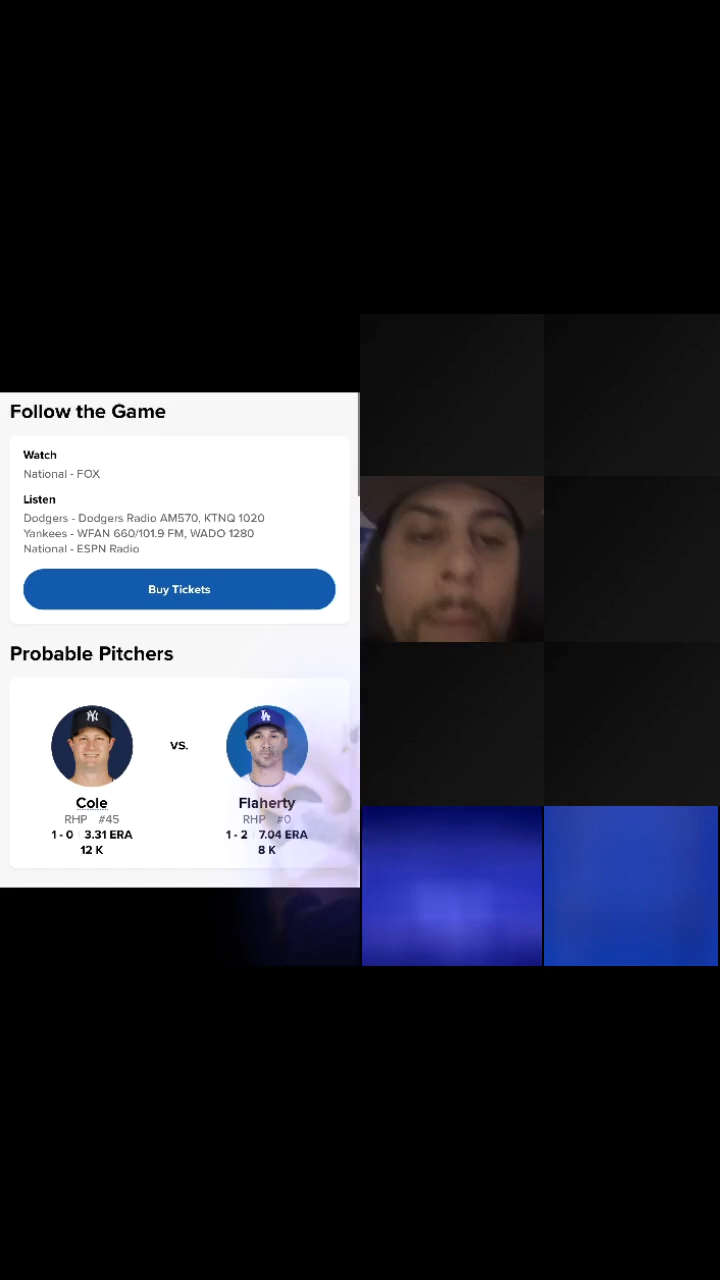 Follow the Game
Watch
National - FOX
Listen
Dodgers - Dodgers Radio AM570, KTNQ 1020
Yankees - WFAN 660/101.9 FM, WADO 1280
National - ESPN Radio
Buy Tickets
Probable Pitchers
VS.
Cole
RHP #45
1 - 0 3.31 ERA
12 K
Flaherty
RHP #0
1 - 2 7.04 ERA
8 K